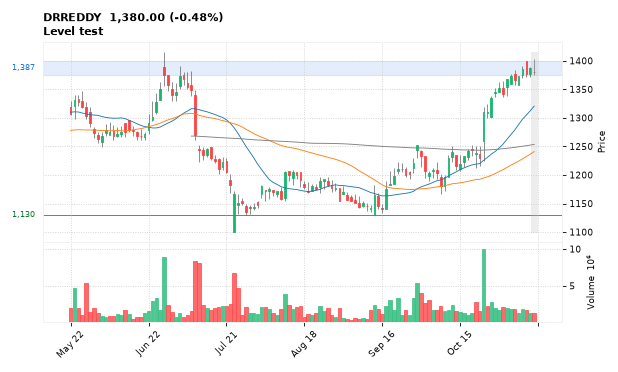 DRREDDY 1,380.00 (-0.48%)
Level test
1,387
1,130
1400
1350
1300
1250
1200
1150
1100
Price
10
5
Volume 10⁶
May 22
Jun 22
Jul 21
Aug 18
Sep 16
Oct 15